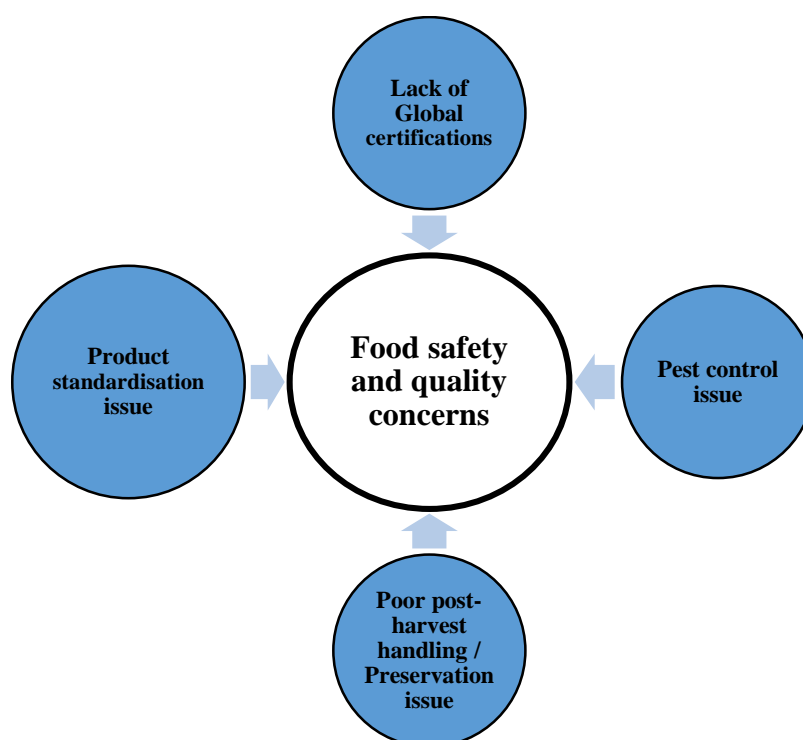 Lack of
Global
certifications
Product
standardisation
issue
Food safety
and quality
concerns
Pest control
issue
Poor post-
harvest
handling /
Preservation
issue